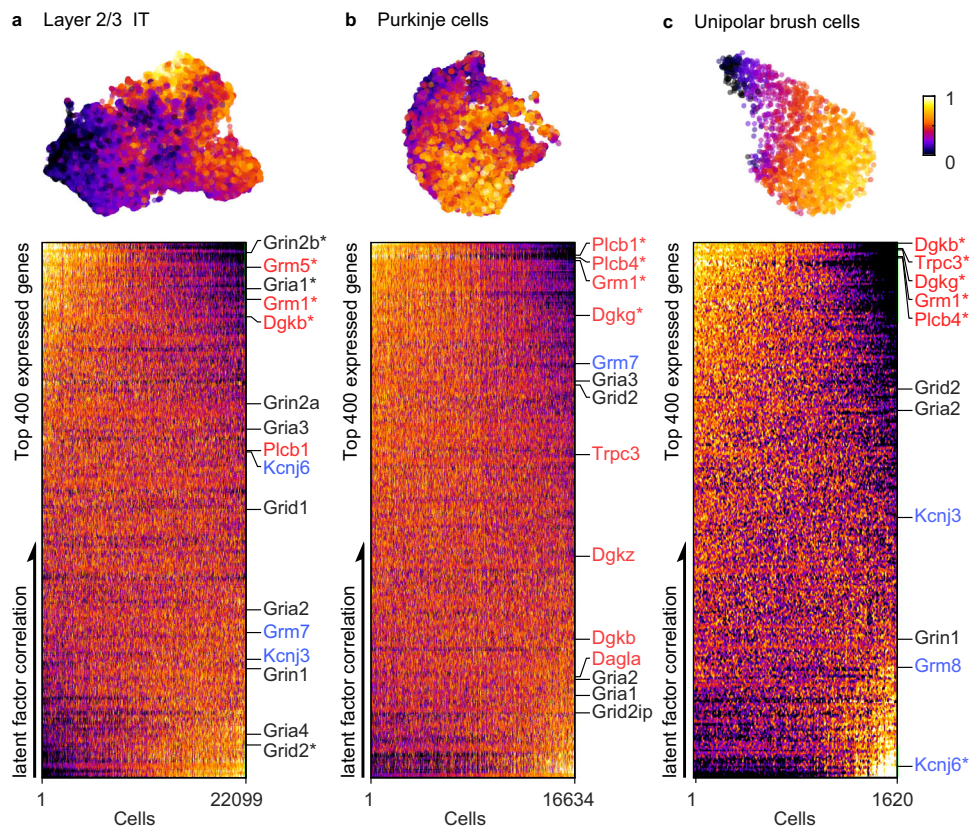 a Layer 2/3 IT
b Purkinje cells
c Unipolar brush cells
1
0
Top 400 expressed genes
latent factor correlation
Grin2b*
Grm5*
Gria1*
Grm1*
Dgkb*
Grin2a
Gria3
Plcb1
Kcnj6
Grid1
Gria2
Grm7
Kcnj3
Grin1
Gria4
Grid2*
1
22099
Cells
Top 400 expressed genes
latent factor correlation
Plcb1*
Plcb4*
Grm1*
Dgkg*
Grm7
Gria3
Grid2
Trpc3
Dgkz
Dgkb
Dagla
Gria2
Gria1
Grid2ip
1
16634
Cells
Top 400 expressed genes
latent factor correlation
Dgkb*
Trpc3*
Dgkg*
Grm1*
Plcb4*
Grid2
Gria2
Kcnj3
Grin1
Grm8
Kcnj6*
1
1620
Cells